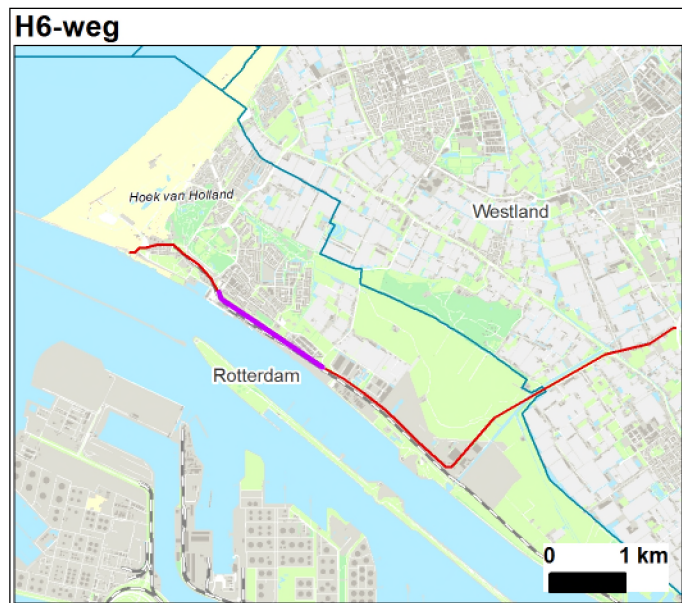 H6-weg
Hoek van Holland
Westland
Rotterdam
0 1 km